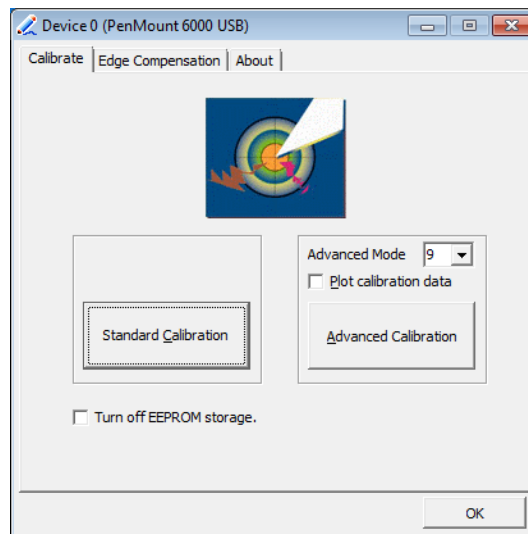 Device 0 (PenMount 6000 USB)
Calibrate Edge Compensation About
Advanced Mode 9
Plot calibration data
Standard Calibration
Advanced Calibration
Turn off EEPROM storage.
OK